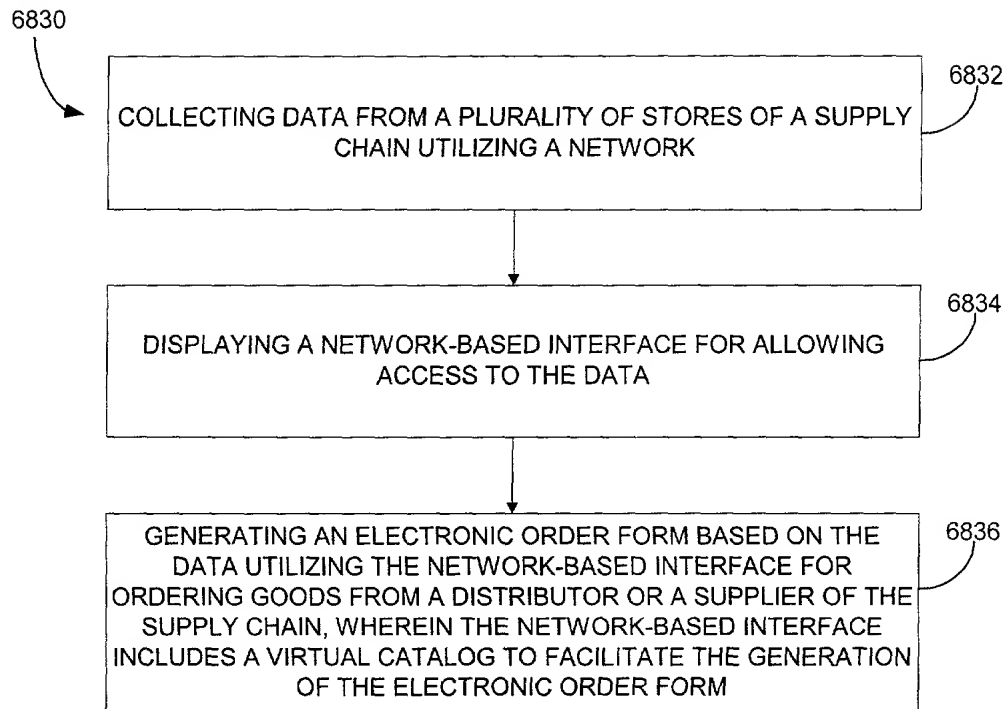 6830
6832
COLLECTING DATA FROM A PLURALITY OF STORES OF A SUPPLY
CHAIN UTILIZING A NETWORK
6834
DISPLAYING A NETWORK-BASED INTERFACE FOR ALLOWING
ACCESS TO THE DATA
6836
GENERATING AN ELECTRONIC ORDER FORM BASED ON THE
DATA UTILIZING THE NETWORK-BASED INTERFACE FOR
ORDERING GOODS FROM A DISTRIBUTOR OR A SUPPLIER OF THE
SUPPLY CHAIN, WHEREIN THE NETWORK-BASED INTERFACE
INCLUDES A VIRTUAL CATALOG TO FACILITATE THE GENERATION
OF THE ELECTRONIC ORDER FORM